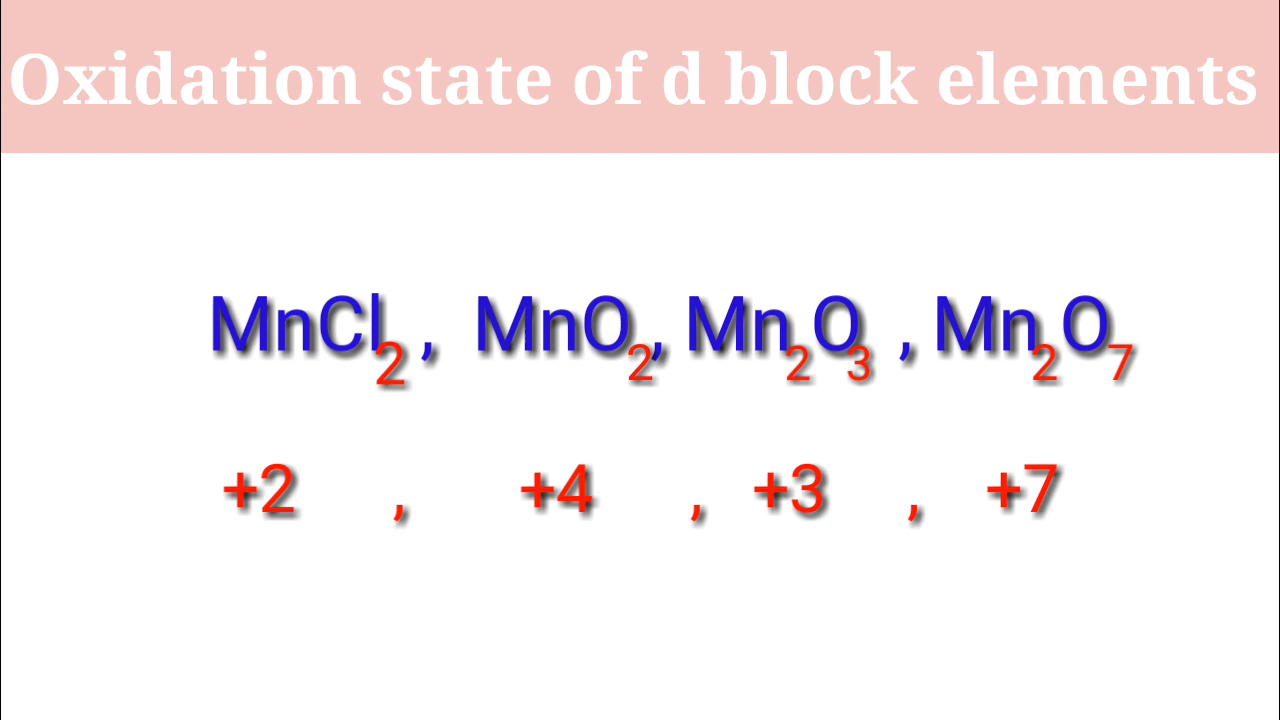 Oxidation state of d block elements
MnCl₂ , MnO₂, Mn₂O₃ , Mn₂O₇
+2 , +4 , +3 , +7